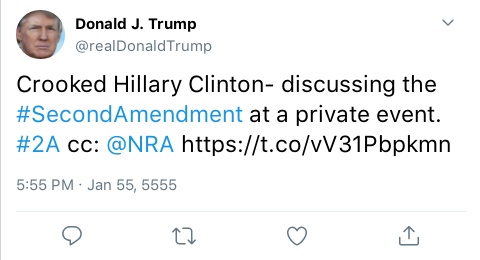 Donald J. Trump
@realDonaldTrump
Crooked Hillary Clinton- discussing the
#SecondAmendment at a private event.
#2A cc: @NRA https://t.co/vV31Pbpkmn
5:55 PM · Jan 55, 5555